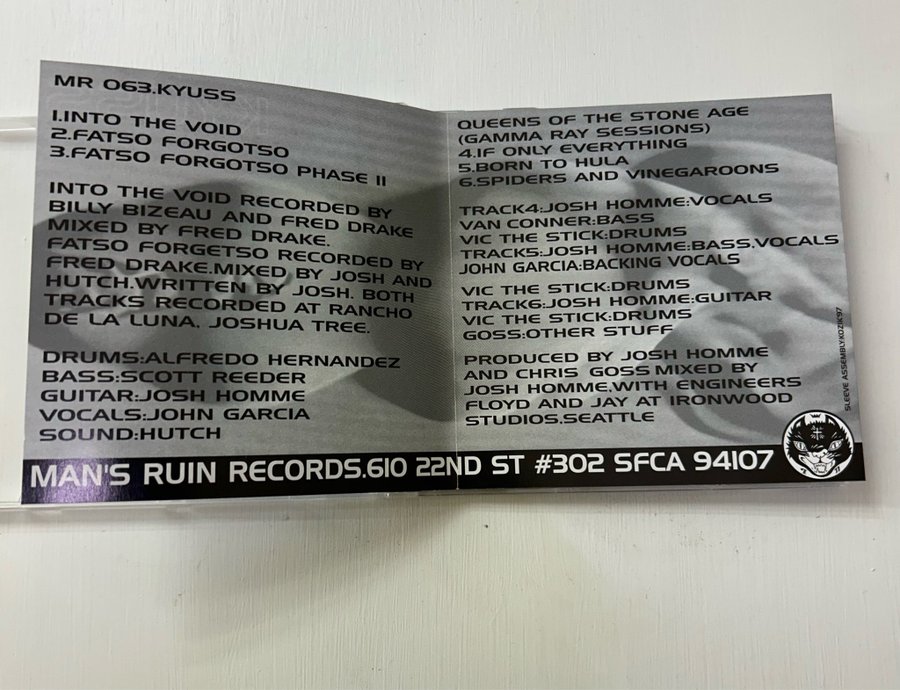 MR 063.KYUSS
1.INTO THE VOID
2.FATSO FORGOTSO
3.FATSO FORGOTSO PHASE II
INTO THE VOID RECORDED BY
BILLY BIZEAU AND FRED DRAKE
MIXED BY FRED DRAKE.
FATSO FORGETSO RECORDED BY
FRED DRAKE.MIXED BY JOSH AND
HUTCH.WRITTEN BY JOSH. BOTH
TRACKS RECORDED AT RANCHO
DE LA LUNA. JOSHUA TREE.
DRUMS:ALFREDO HERNANDEZ
BASS:SCOTT REEDER
GUITAR:JOSH HOMME
VOCALS:JOHN GARCIA
SOUND:HUTCH
QUEENS OF THE STONE AGE
(GAMMA RAY SESSIONS)
4.IF ONLY EVERYTHING
5.BORN TO HULA
6.SPIDERS AND VINEGAROONS
TRACK4:JOSH HOMME:VOCALS
VAN CONNER:BASS
VIC THE STICK:DRUMS
TRACK5:JOSH HOMME:BASS.VOCALS
JOHN GARCIA:BACKING VOCALS
VIC THE STICK:DRUMS
TRACK6:JOSH HOMME:GUITAR
VIC THE STICK:DRUMS
GOSS:OTHER STUFF
PRODUCED BY JOSH HOMME
AND CHRIS GOSS.MIXED BY
JOSH HOMME.WITH ENGINEERS
FLOYD AND JAY AT IRONWOOD
STUDIOS.SEATTLE
SLEEVE ASSEMBLY.KOZIK'97
MAN'S RUIN RECORDS.610 22ND ST #302 SFCA 94107